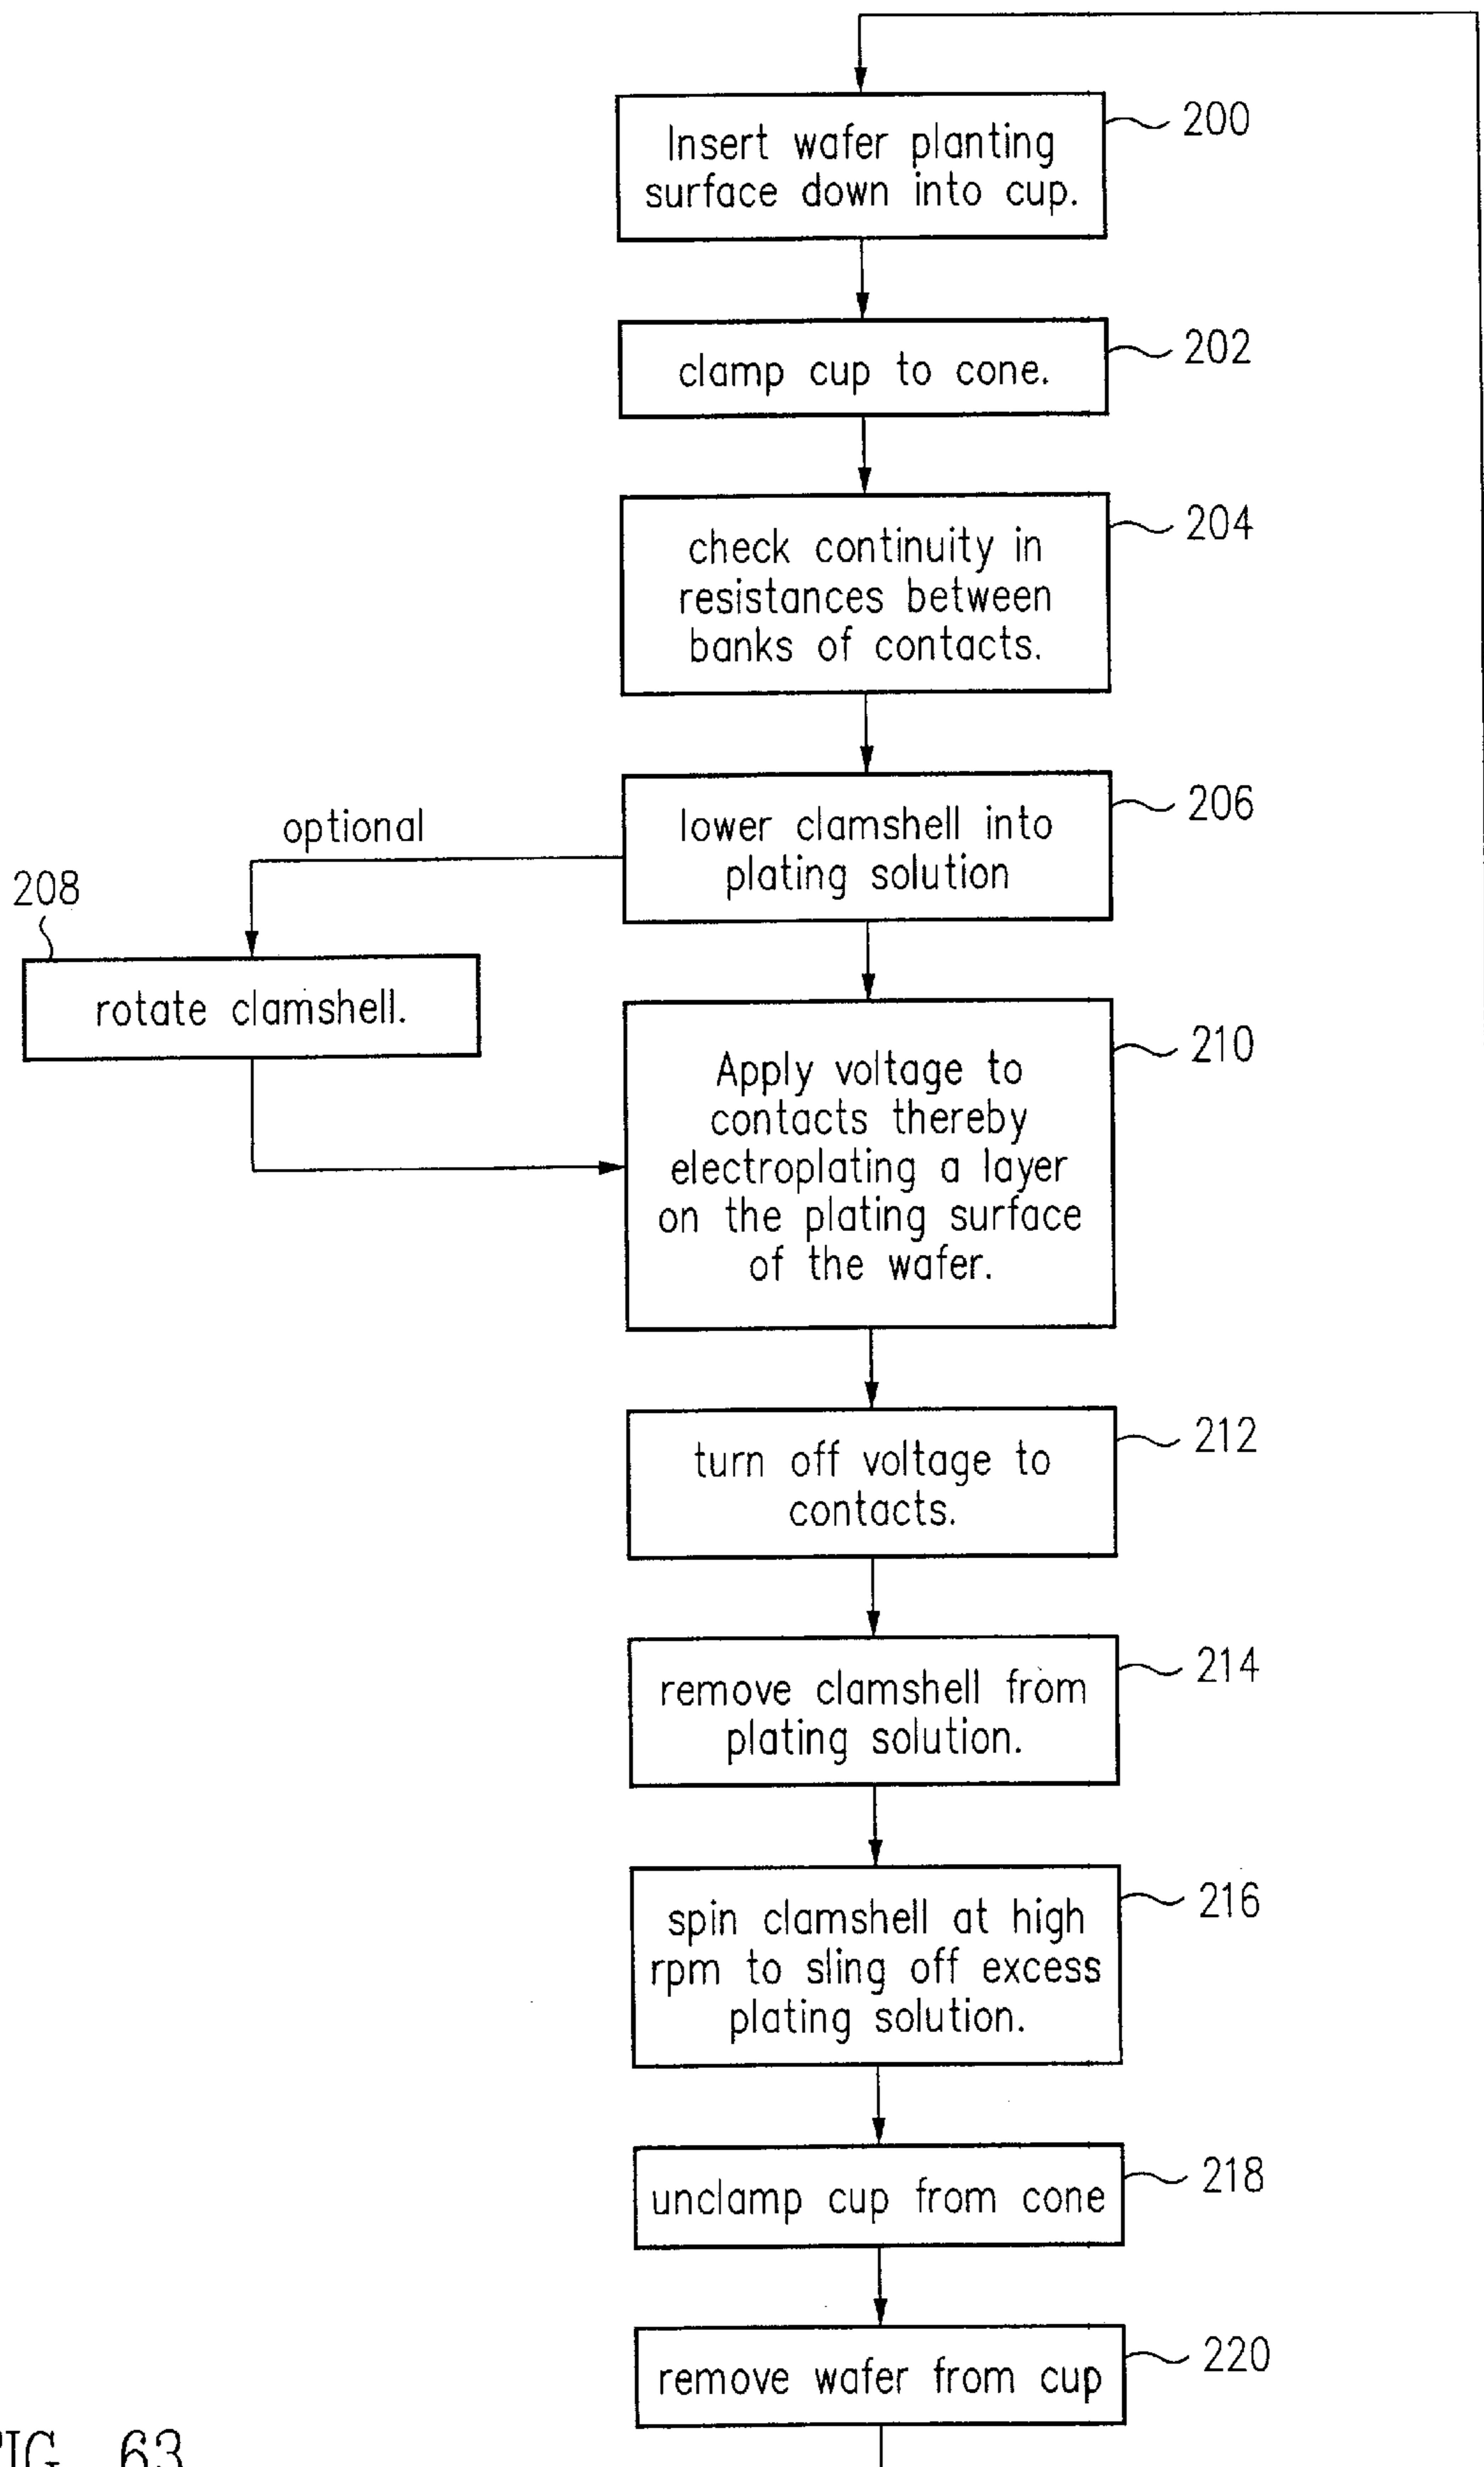 200
Insert wafer planting
surface down into cup.
202
clamp cup to cone.
204
check continuity in
resistances between
banks of contacts.
206
lower clamshell into
plating solution
optional
208
rotate clamshell.
210
Apply voltage to
contacts thereby
electroplating a layer
on the plating surface
of the wafer.
212
turn off voltage to
contacts.
214
remove clamshell from
plating solution.
216
spin clamshell at high
rpm to sling off excess
plating solution.
218
unclamp cup from cone
220
remove wafer from cup
FIG. 63